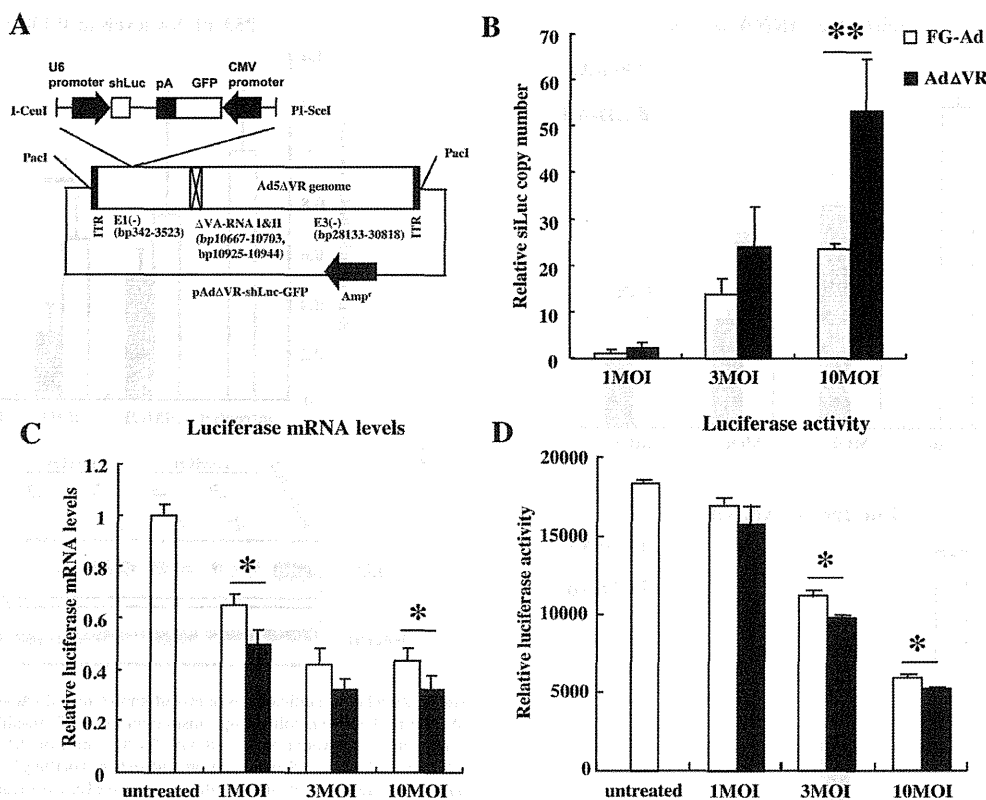 A
U6 promoter
shLuc
pA
GFP
CMV promoter
I-CeuI
PI-SceI
PacI
PacI
Ad5ΔVR genome
ITR
E1(-)
(bp342-3523)
ΔVA-RNA I&II
(bp10667-10703,
bp10925-10944)
E3(-)
(bp28133-30818)
ITR
pAdΔVR-shLuc-GFP
Ampʳ
B
Relative siLuc copy number
70
60
50
40
30
20
10
0
**
FG-Ad
AdΔVR
1MOI 3MOI 10MOI
C
Luciferase mRNA levels
Relative luciferase mRNA levels
1.2
1
0.8
0.6
0.4
0.2
0
*
*
untreated 1MOI 3MOI 10MOI
D
Luciferase activity
Relative luciferase activity
20000
15000
10000
5000
0
*
*
untreated 1MOI 3MOI 10MOI